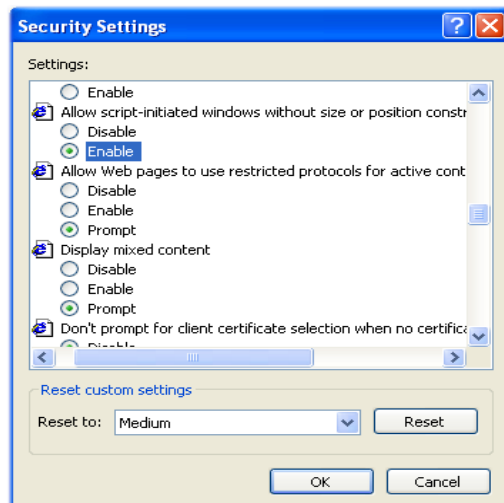 Security Settings
Settings:
Enable
Allow script-initiated windows without size or position constr
Disable
Enable
Allow Web pages to use restricted protocols for active cont
Disable
Enable
Prompt
Display mixed content
Disable
Enable
Prompt
Don't prompt for client certificate selection when no certifica
Disable
Reset custom settings
Reset to: Medium Reset
OK Cancel